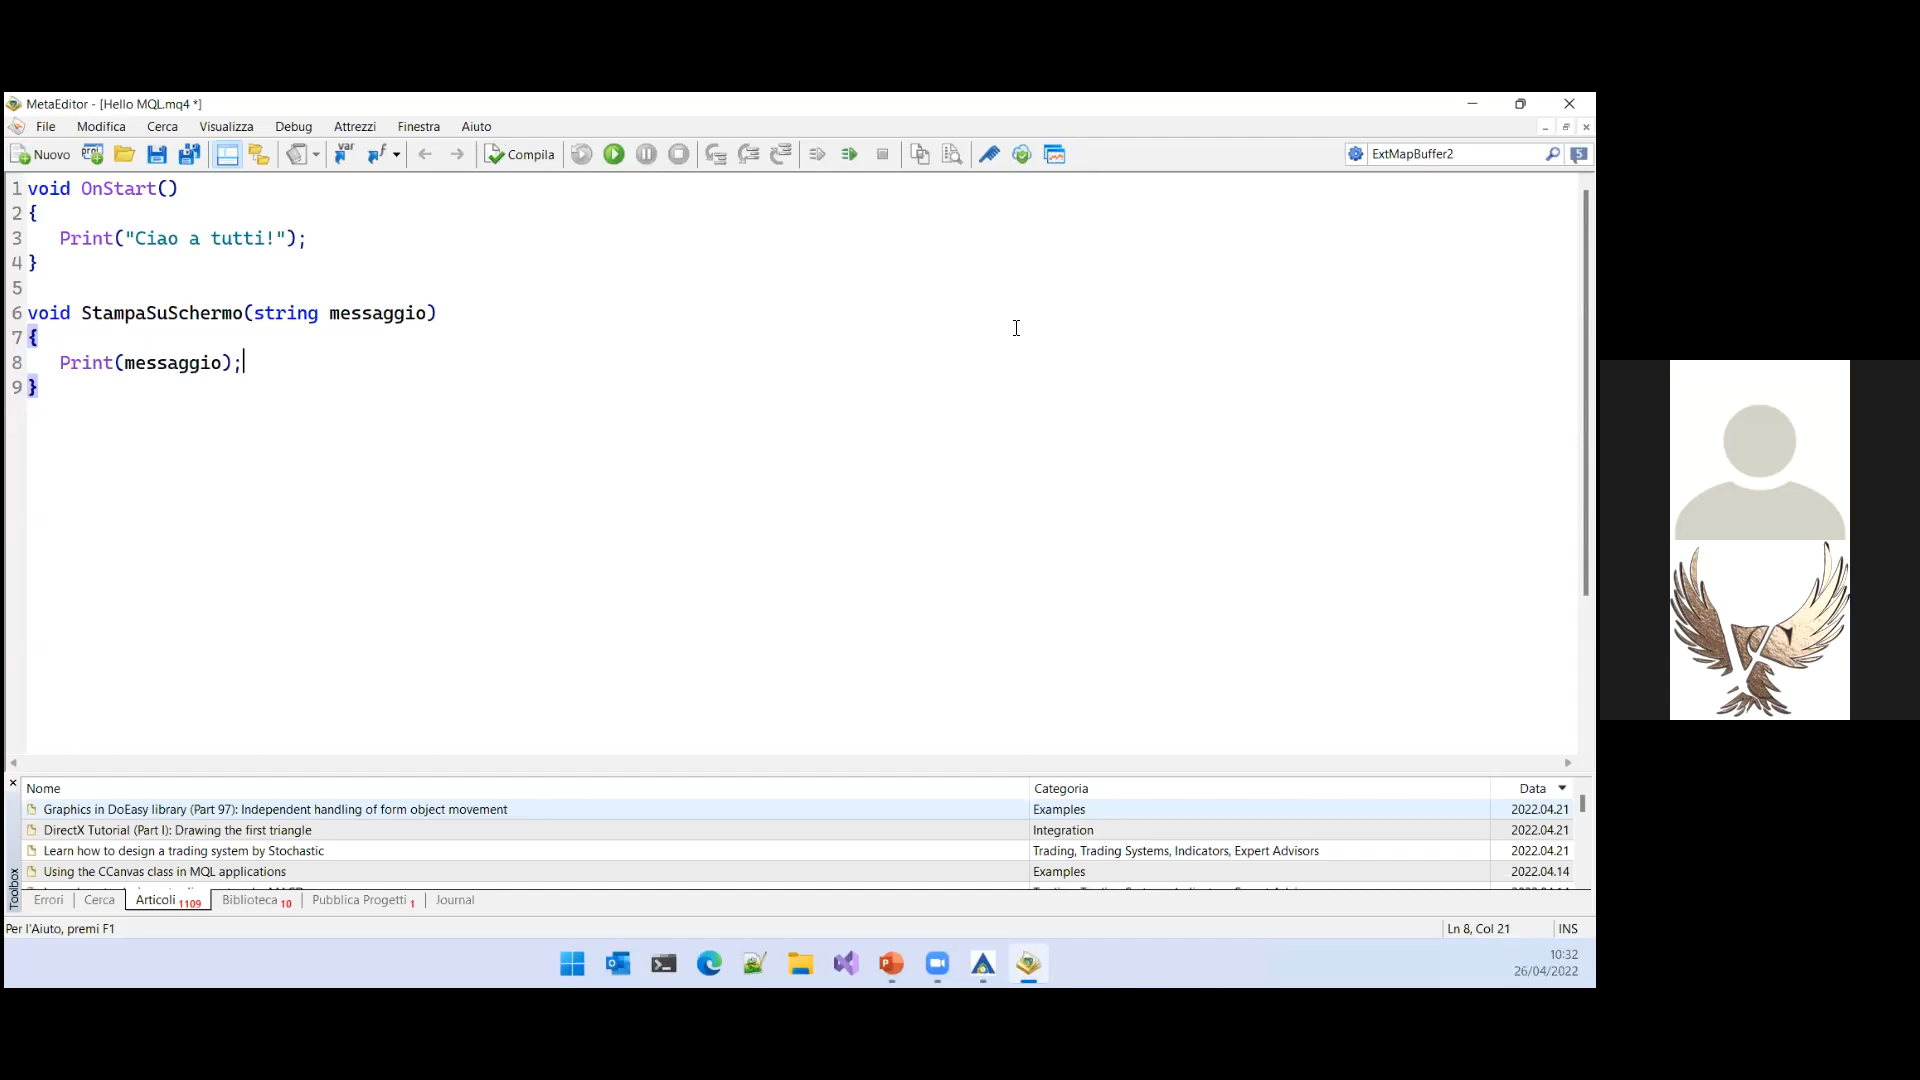 MetaEditor - [Hello MQL.mq4 *]
File Modifica Cerca Visualizza Debug Attrezzi Finestra Aiuto
Nuovo Compila ExtMapBuffer2 5
1 void OnStart()
2 {
3 Print("Ciao a tutti!");
4 }
5
6 void StampaSuSchermo(string messaggio)
7 {
8 Print(messaggio);
9 }
Nome Categoria Data
Graphics in DoEasy library (Part 97): Independent handling of form object movement Examples 2022.04.21
DirectX Tutorial (Part I): Drawing the first triangle Integration 2022.04.21
Learn how to design a trading system by Stochastic Trading, Trading Systems, Indicators, Expert Advisors 2022.04.21
Using the CCanvas class in MQL applications Examples 2022.04.14
Toolbox
Errori Cerca Articoli 1109 Biblioteca 10 Pubblica Progetti 1 Journal
Per l'Aiuto, premi F1 Ln 8, Col 21 INS
10:32
26/04/2022